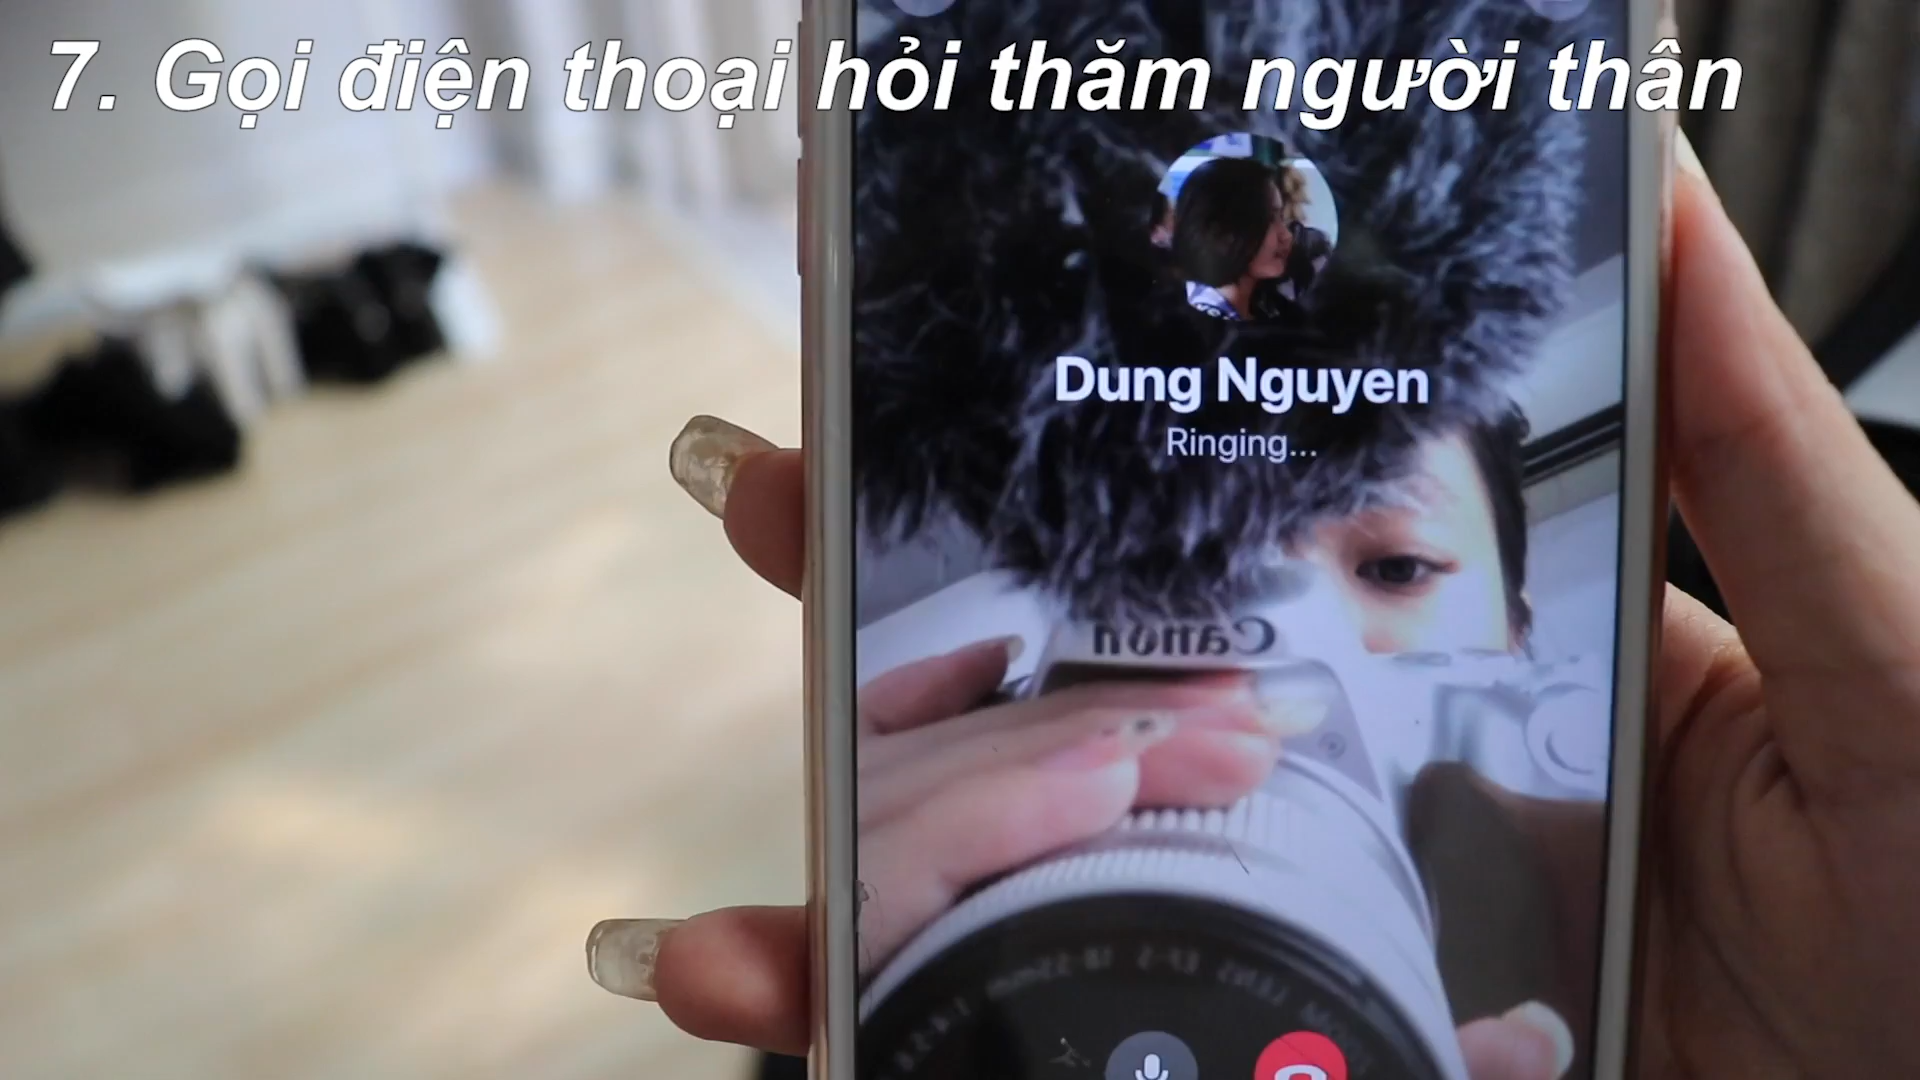 7. Gọi điện thoại hỏi thăm người thân
Dung Nguyen
Ringing...
Canon